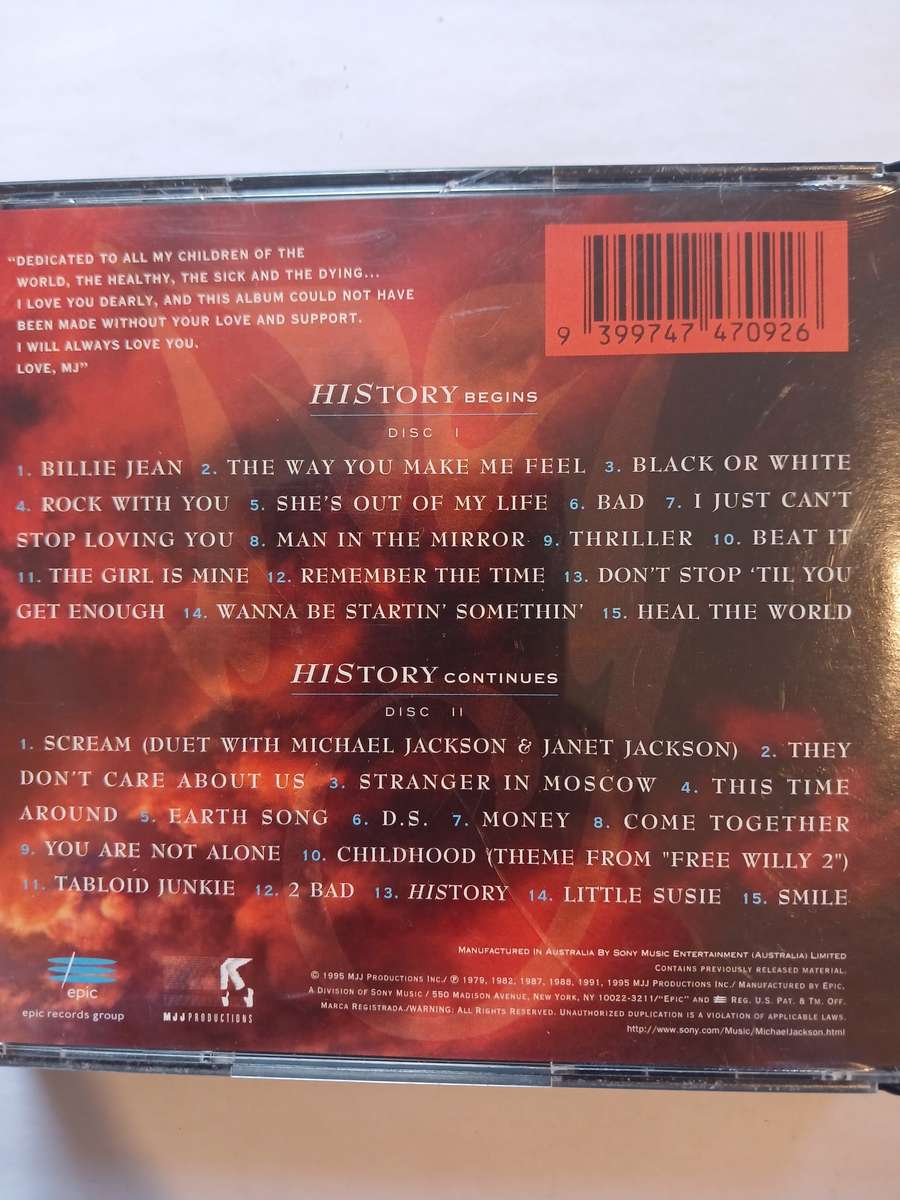 "DEDICATED TO ALL MY CHILDREN OF THE
WORLD, THE HEALTHY, THE SICK AND THE DYING...
I LOVE YOU DEARLY, AND THIS ALBUM COULD NOT HAVE
BEEN MADE WITHOUT YOUR LOVE AND SUPPORT.
I WILL ALWAYS LOVE YOU.
LOVE, MJ"
9 399747 470926
HISTORY BEGINS
DISC I
1. BILLIE JEAN 2. THE WAY YOU MAKE ME FEEL 3. BLACK OR WHITE
4. ROCK WITH YOU 5. SHE'S OUT OF MY LIFE 6. BAD 7. I JUST CAN'T
STOP LOVING YOU 8. MAN IN THE MIRROR 9. THRILLER 10. BEAT IT
11. THE GIRL IS MINE 12. REMEMBER THE TIME 13. DON'T STOP 'TIL YOU
GET ENOUGH 14. WANNA BE STARTIN' SOMETHIN' 15. HEAL THE WORLD
HISTORY CONTINUES
DISC II
1. SCREAM (DUET WITH MICHAEL JACKSON & JANET JACKSON) 2. THEY
DON'T CARE ABOUT US 3. STRANGER IN MOSCOW 4. THIS TIME
AROUND 5. EARTH SONG 6. D.S. 7. MONEY 8. COME TOGETHER
9. YOU ARE NOT ALONE 10. CHILDHOOD (THEME FROM "FREE WILLY 2")
11. TABLOID JUNKIE 12. 2 BAD 13. HISTORY 14. LITTLE SUSIE 15. SMILE
epic
epic records group
MJJ PRODUCTIONS
MANUFACTURED IN AUSTRALIA BY SONY MUSIC ENTERTAINMENT (AUSTRALIA) LIMITED
CONTAINS PREVIOUSLY RELEASED MATERIAL.
© 1995 MJJ PRODUCTIONS INC./ ℗ 1979, 1982, 1987, 1988, 1991, 1995 MJJ PRODUCTIONS INC./ MANUFACTURED BY EPIC,
A DIVISION OF SONY MUSIC / 550 MADISON AVENUE, NEW YORK, NY 10022-3211/"EPIC" AND REG. U.S. PAT. & TM. OFF.
MARCA REGISTRADA./WARNING: ALL RIGHTS RESERVED. UNAUTHORIZED DUPLICATION IS A VIOLATION OF APPLICABLE LAWS.
http://www.sony.com/Music/MichaelJackson.html